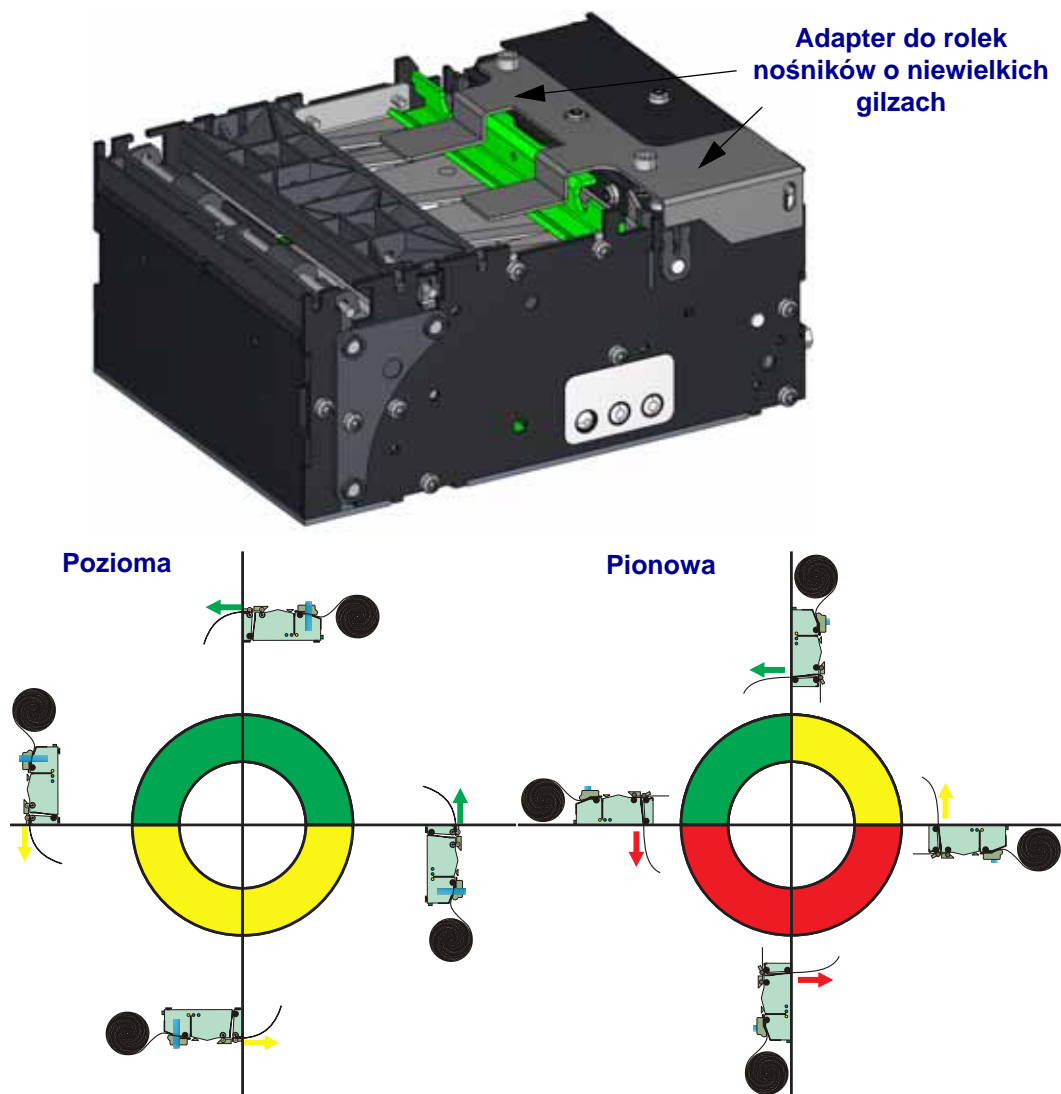 Adapter do rolek
nośników o niewielkich
gilzach
Pozioma
Pionowa